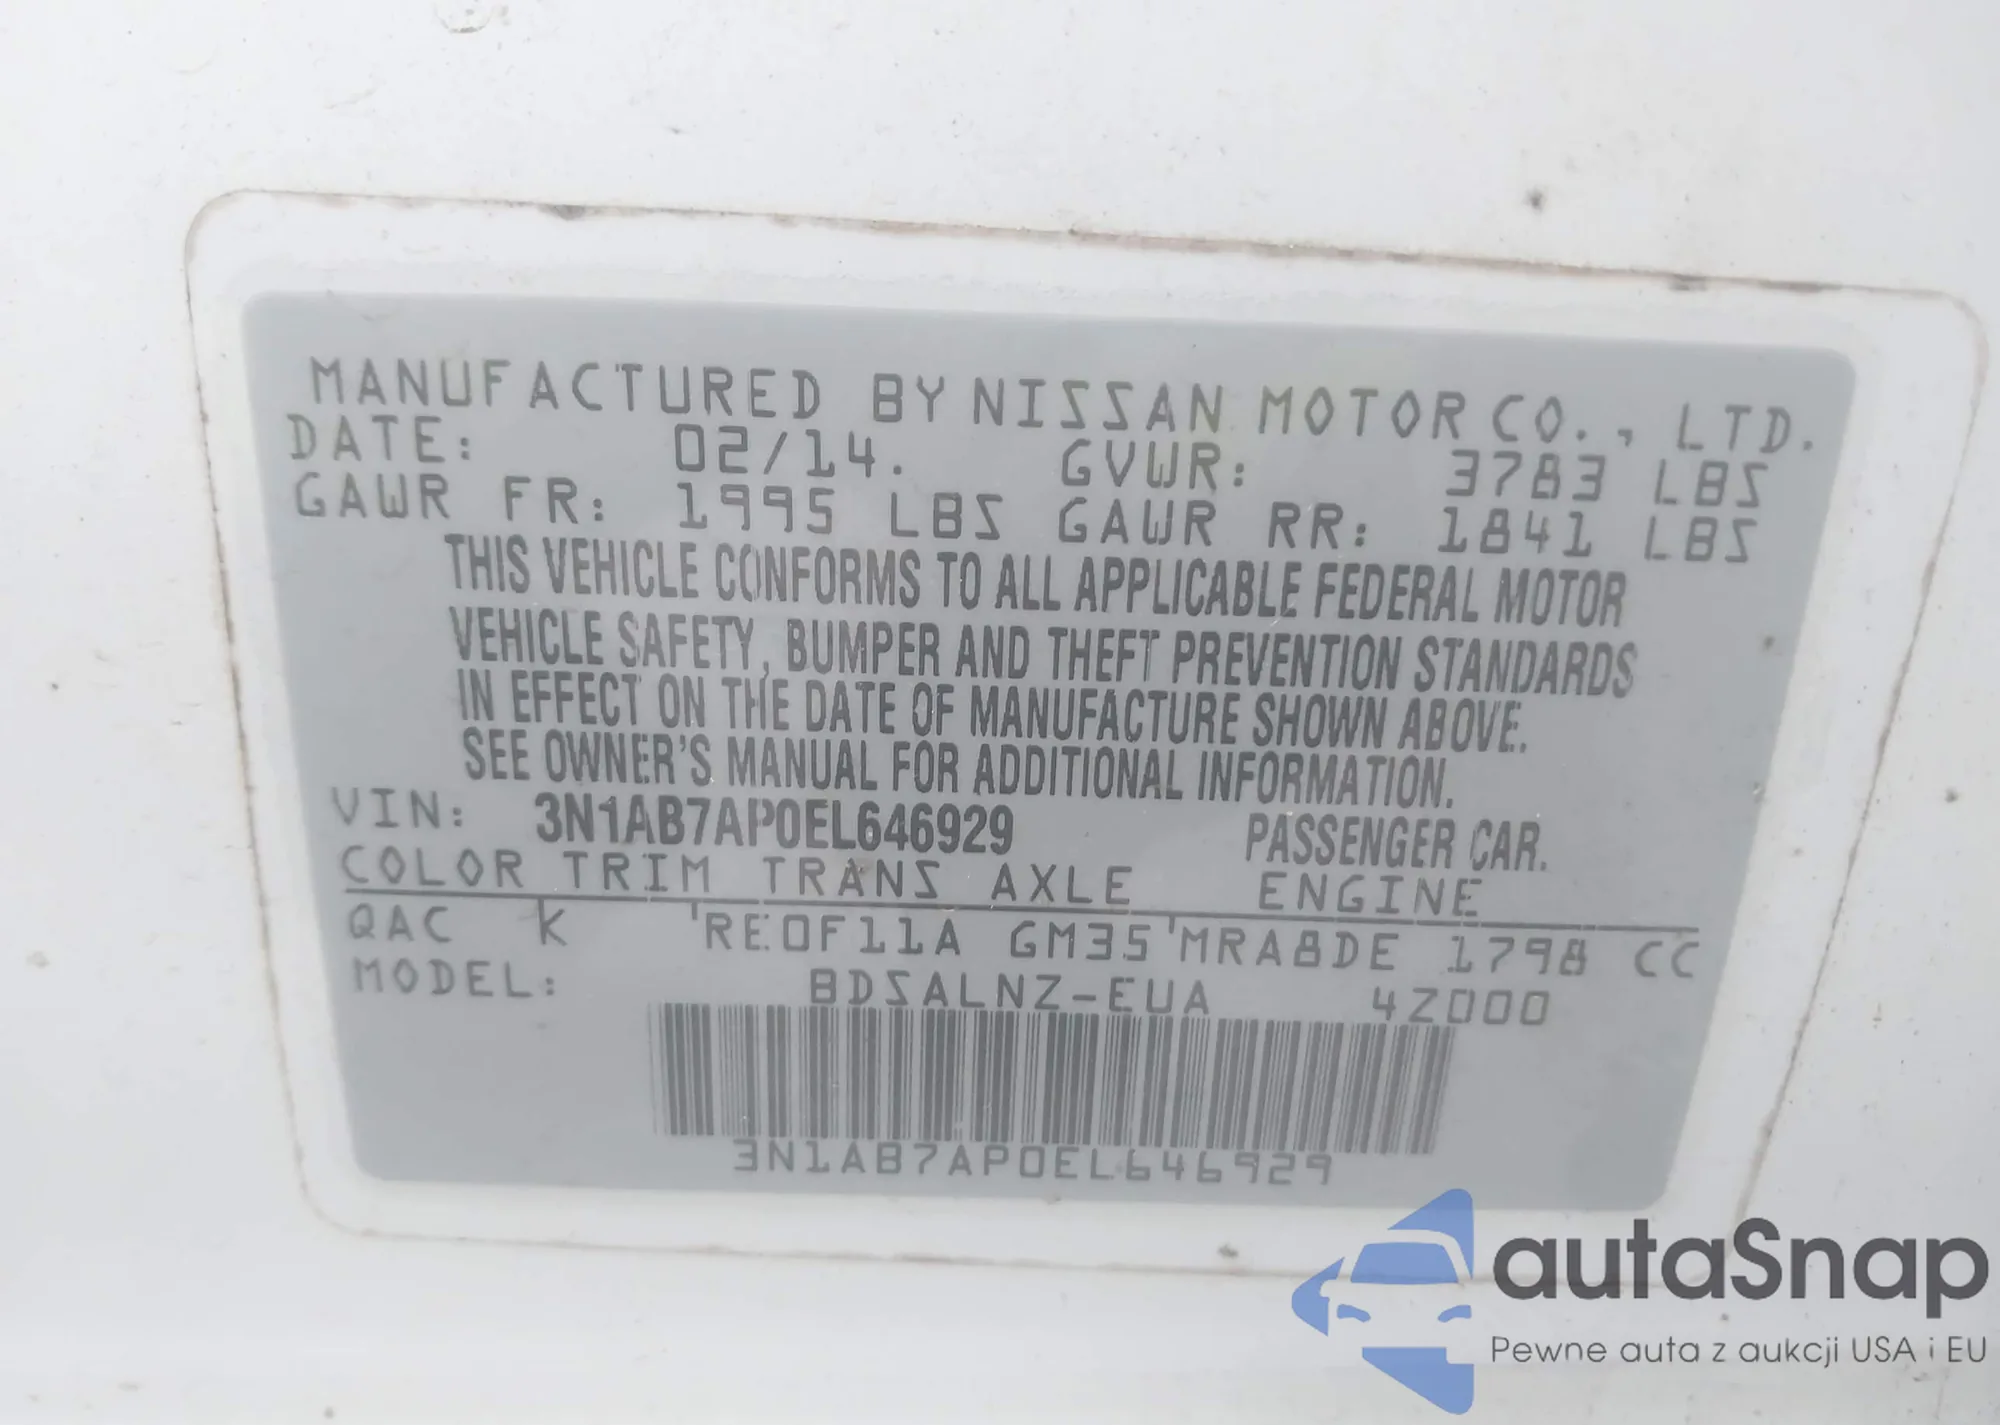 MANUFACTURED BY NISSAN MOTOR CO., LTD.
DATE: 02/14. GVWR: 3783 LBS
GAWR FR: 1995 LBS GAWR RR: 1841 LBS
THIS VEHICLE CONFORMS TO ALL APPLICABLE FEDERAL MOTOR
VEHICLE SAFETY, BUMPER AND THEFT PREVENTION STANDARDS
IN EFFECT ON THE DATE OF MANUFACTURE SHOWN ABOVE.
SEE OWNER'S MANUAL FOR ADDITIONAL INFORMATION.
VIN: 3N1AB7AP0EL646929 PASSENGER CAR.
COLOR TRIM TRANS AXLE ENGINE
QAC K 'RE0F11A GM35'MRA8DE 1798 CC
MODEL: BDSALNZ-EUA 4Z000
3N1AB7AP0EL646929
autaSnap
Pewne auta z aukcji USA i EU